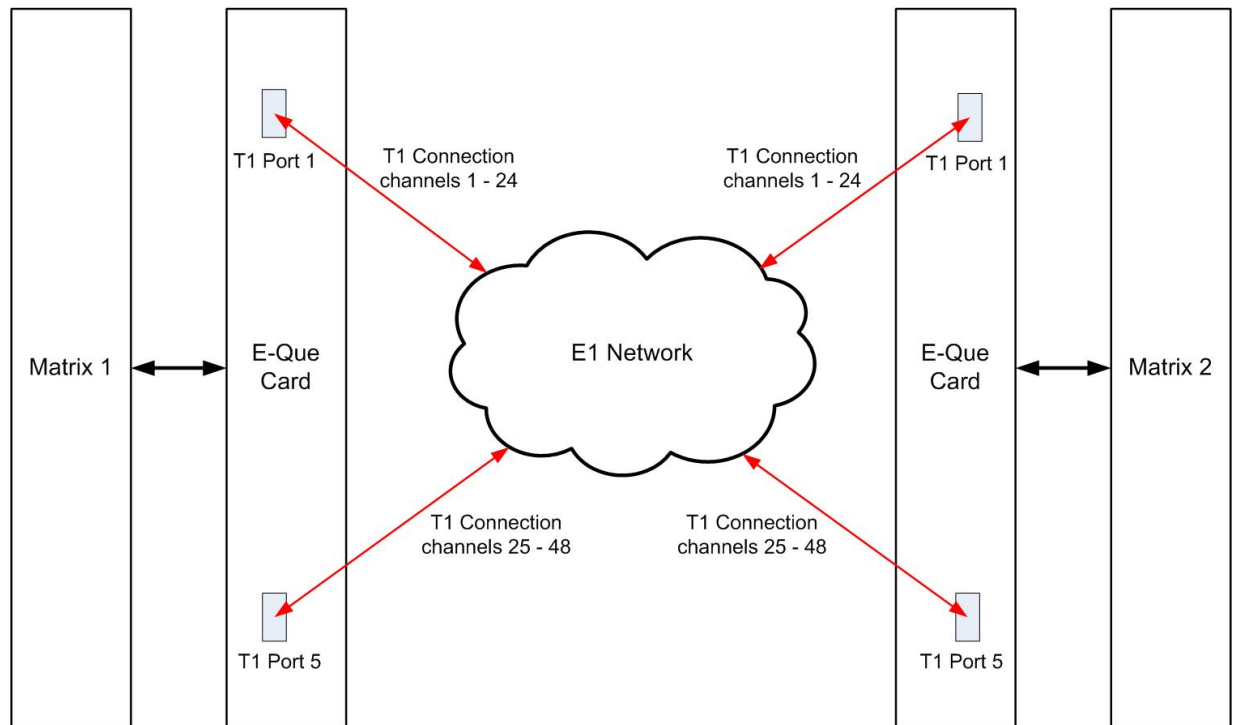 T1 Port 1
T1 Connection
channels 1 - 24
T1 Connection
channels 1 - 24
T1 Port 1
Matrix 1
E-Que
Card
E1 Network
E-Que
Card
Matrix 2
T1 Connection
channels 25 - 48
T1 Connection
channels 25 - 48
T1 Port 5
T1 Port 5